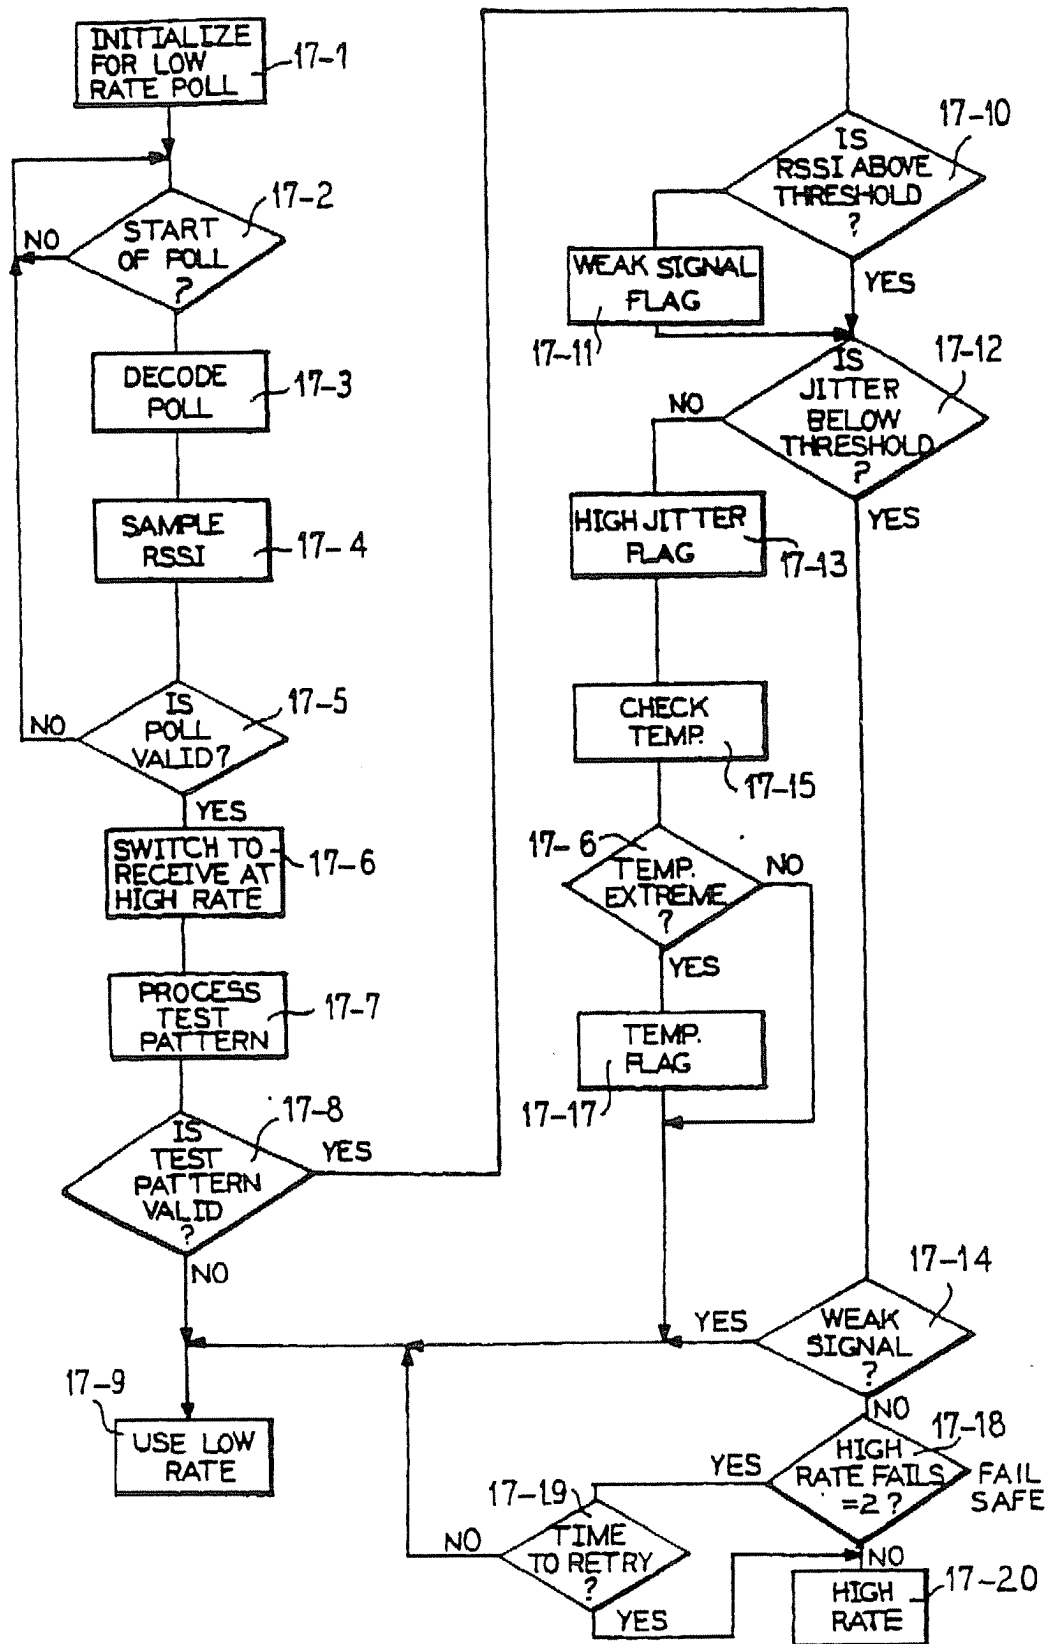 INITIALIZE
FOR LOW
RATE POLL
17-1
START
OF POLL
?
17-2
NO
DECODE
POLL
17-3
SAMPLE
RSSI
17-4
IS
POLL
VALID?
17-5
NO
YES
SWITCH TO
RECEIVE AT
HIGH RATE
17-6
PROCESS
TEST
PATTERN
17-7
IS
TEST
PATTERN
VALID
?
17-8
YES
NO
17-9
USE LOW
RATE
IS
RSSI ABOVE
THRESHOLD
?
17-10
YES
WEAK SIGNAL
FLAG
17-11
IS
JITTER
BELOW
THRESHOLD
?
17-12
NO
YES
HIGH JITTER
FLAG
17-13
CHECK
TEMP.
17-15
17-6
TEMP.
EXTREME
?
NO
YES
TEMP.
FLAG
17-17
17-14
WEAK
SIGNAL
?
YES
NO
17-18
HIGH
RATE FAILS
=2 ?
FAIL
SAFE
YES
NO
17-19
TIME
TO RETRY
?
NO
YES
HIGH
RATE
17-20